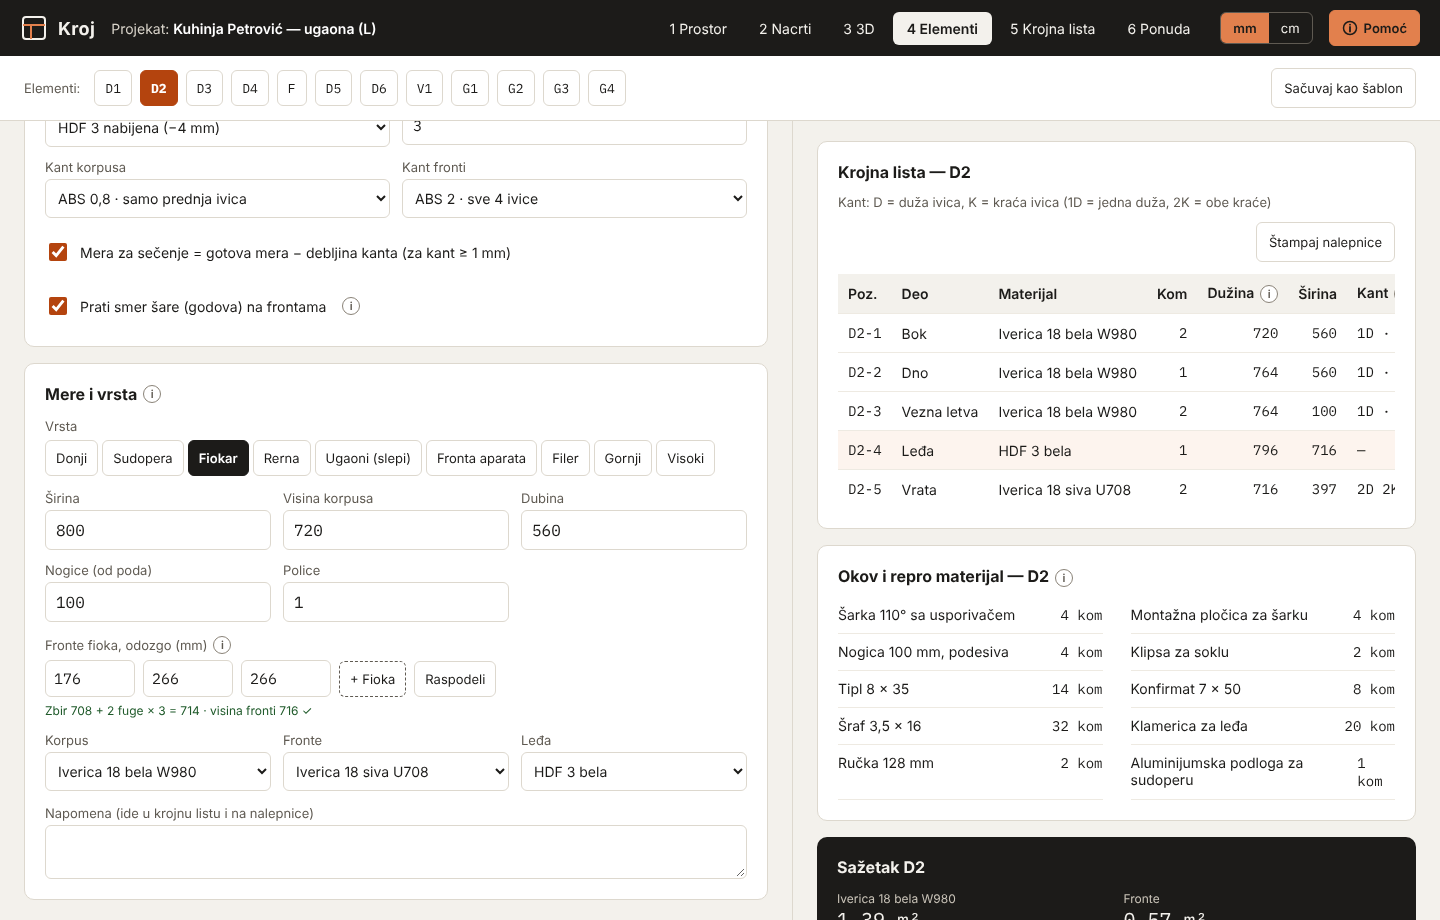 Kroj
Projekat: Kuhinja Petrović — ugaona (L)
1 Prostor
2 Nacrti
3 3D
4 Elementi
5 Krojna lista
6 Ponuda
mm
cm
Pomoć
Elementi:
D1
D2
D3
D4
F
D5
D6
V1
G1
G2
G3
G4
Sačuvaj kao šablon
HDF 3 nabijena (−4 mm)
3
Kant korpusa
Kant fronti
ABS 0,8 · samo prednja ivica
ABS 2 · sve 4 ivice
Mera za sečenje = gotova mera − debljina kanta (za kant ≥ 1 mm)
Prati smer šare (godova) na frontama
Mere i vrsta
Vrsta
Donji
Sudopera
Fiokar
Rerna
Ugaoni (slepi)
Fronta aparata
Filer
Gornji
Visoki
Širina
Visina korpusa
Dubina
800
720
560
Nogice (od poda)
Police
100
1
Fronte fioka, odozgo (mm)
176
266
266
+ Fioka
Raspodeli
Zbir 708 + 2 fuge × 3 = 714 · visina fronti 716 ✓
Korpus
Fronte
Leđa
Iverica 18 bela W980
Iverica 18 siva U708
HDF 3 bela
Napomena (ide u krojnu listu i na nalepnice)
Krojna lista — D2
Kant: D = duža ivica, K = kraća ivica (1D = jedna duža, 2K = obe kraće)
Štampaj nalepnice
Poz. Deo Materijal Kom Dužina Širina Kant
D2-1 Bok Iverica 18 bela W980 2 720 560 1D ·
D2-2 Dno Iverica 18 bela W980 1 764 560 1D ·
D2-3 Vezna letva Iverica 18 bela W980 2 764 100 1D ·
D2-4 Leđa HDF 3 bela 1 796 716 —
D2-5 Vrata Iverica 18 siva U708 2 716 397 2D 2K
Okov i repro materijal — D2
Šarka 110° sa usporivačem 4 kom
Montažna pločica za šarku 4 kom
Nogica 100 mm, podesiva 4 kom
Klipsa za soklu 2 kom
Tipl 8 × 35 14 kom
Konfirmat 7 × 50 8 kom
Šraf 3,5 × 16 32 kom
Klamerica za leđa 20 kom
Ručka 128 mm 2 kom
Aluminijumska podloga za sudoperu 1 kom
Sažetak D2
Iverica 18 bela W980
Fronte
1,39 m²
0,57 m²